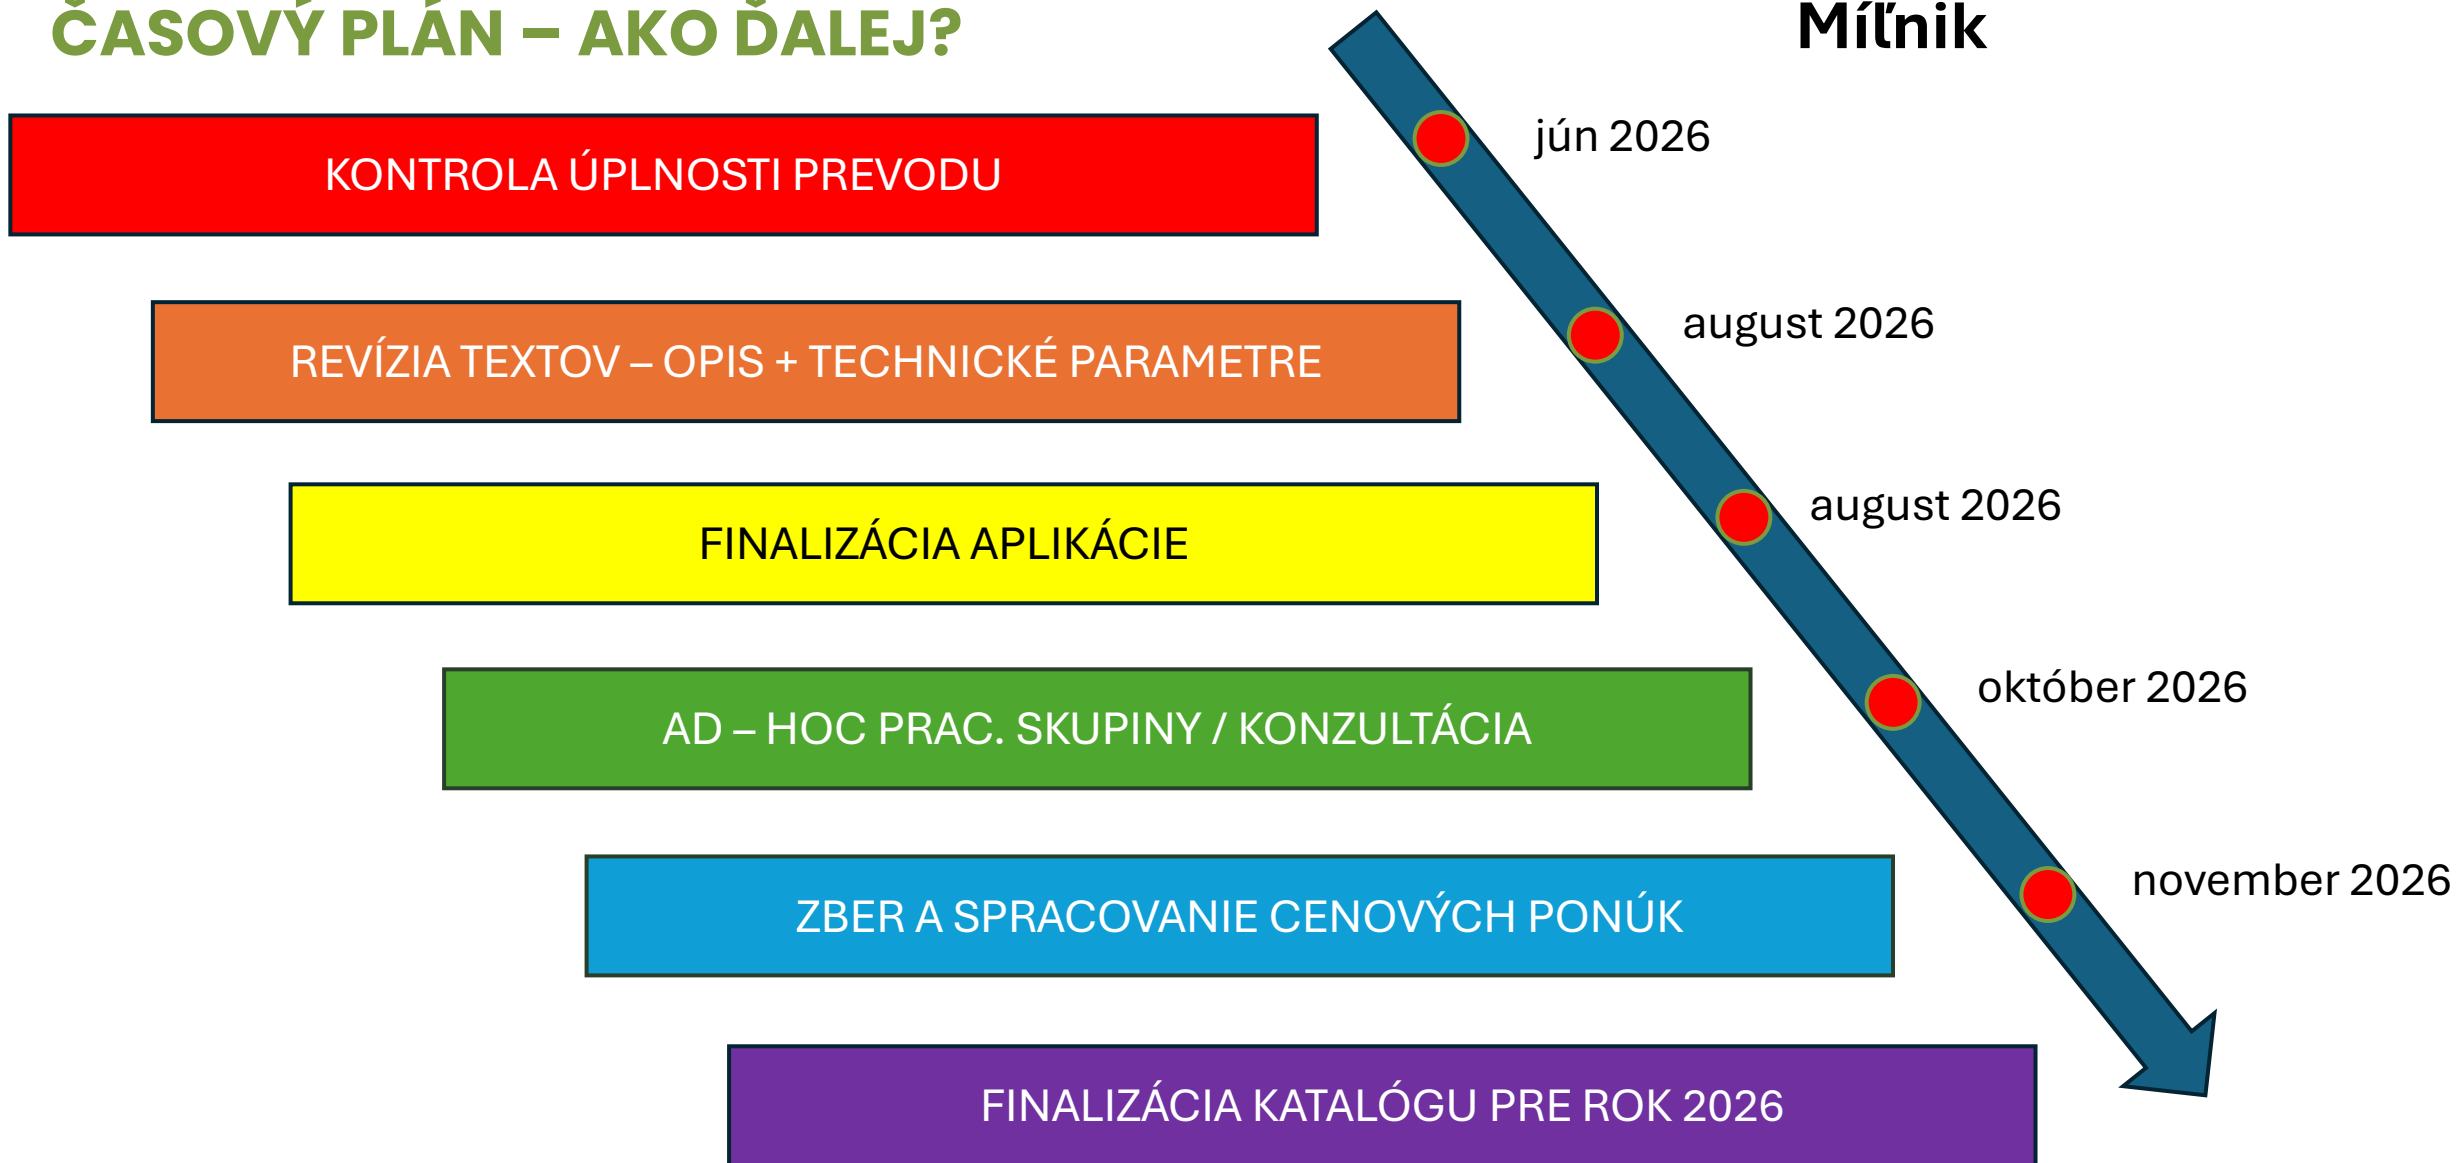 ČASOVÝ PLÁN – AKO ĎALEJ?
Míľnik
KONTROLA ÚPLNOSTI PREVODU
jún 2026
REVÍZIA TEXTOV – OPIS + TECHNICKÉ PARAMETRE
august 2026
FINALIZÁCIA APLIKÁCIE
august 2026
AD – HOC PRAC. SKUPINY / KONZULTÁCIA
október 2026
ZBER A SPRACOVANIE CENOVÝCH PONÚK
november 2026
FINALIZÁCIA KATALÓGU PRE ROK 2026